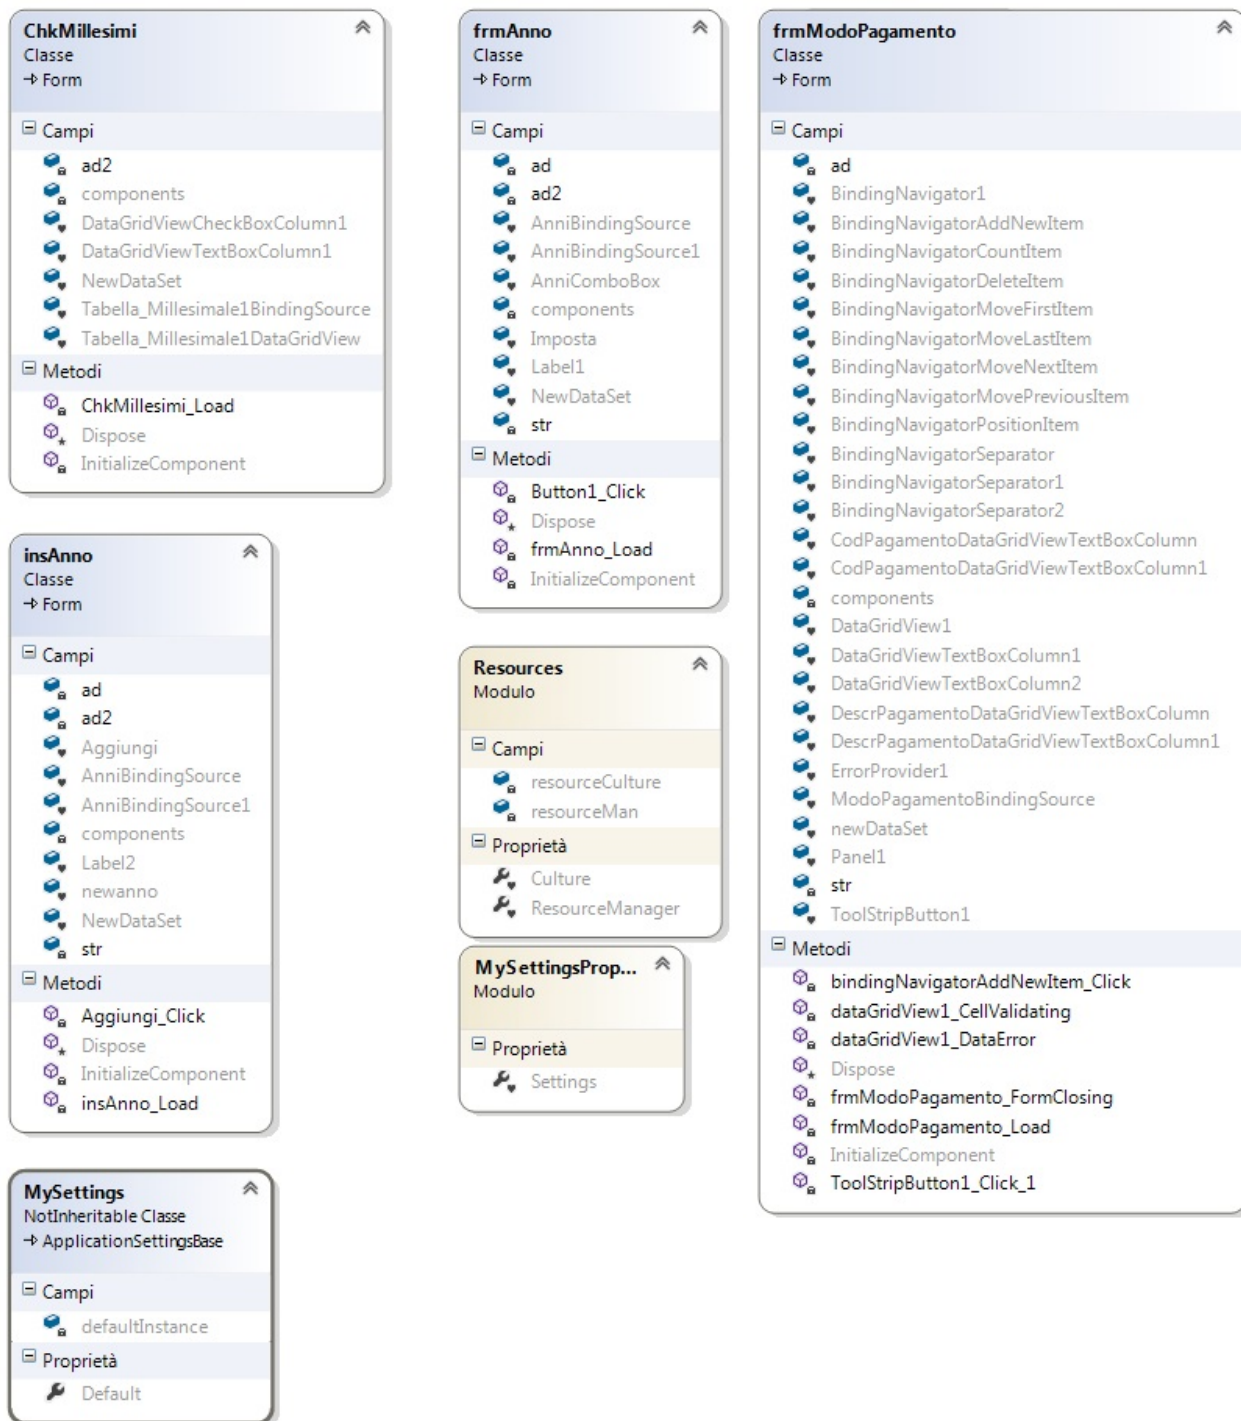 ChkMillesimi
Classe
Form
Campi
ad2
components
DataGridViewCheckBoxColumn1
DataGridViewTextBoxColumn1
NewDataSet
Tabella_Millesimale1BindingSource
Tabella_Millesimale1DataGridView
Metodi
ChkMillesimi_Load
Dispose
InitializeComponent
insAnno
Classe
Form
Campi
ad
ad2
Aggiungi
AnniBindingSource
AnniBindingSource1
components
Label2
newanno
NewDataSet
str
Metodi
Aggiungi_Click
Dispose
InitializeComponent
insAnno_Load
MySettings
NotInheritable Classe
ApplicationSettingsBase
Campi
defaultInstance
Proprietà
Default
frmAnno
Classe
Form
Campi
ad
ad2
AnniBindingSource
AnniBindingSource1
AnniComboBox
components
Imposta
Label1
NewDataSet
str
Metodi
Button1_Click
Dispose
frmAnno_Load
InitializeComponent
Resources
Modulo
Campi
resourceCulture
resourceMan
Proprietà
Culture
ResourceManager
MySettingsProp...
Modulo
Proprietà
Settings
frmModoPagamento
Classe
Form
Campi
ad
BindingNavigator1
BindingNavigatorAddNewItem
BindingNavigatorCountItem
BindingNavigatorDeleteItem
BindingNavigatorMoveFirstItem
BindingNavigatorMoveLastItem
BindingNavigatorMoveNextItem
BindingNavigatorMovePreviousItem
BindingNavigatorPositionItem
BindingNavigatorSeparator
BindingNavigatorSeparator1
BindingNavigatorSeparator2
CodPagamentoDataGridViewTextBoxColumn
CodPagamentoDataGridViewTextBoxColumn1
components
DataGridView1
DataGridViewTextBoxColumn1
DataGridViewTextBoxColumn2
DescrPagamentoDataGridViewTextBoxColumn
DescrPagamentoDataGridViewTextBoxColumn1
ErrorProvider1
ModoPagamentoBindingSource
newDataSet
Panel1
str
ToolStripButton1
Metodi
bindingNavigatorAddNewItem_Click
dataGridView1_CellValidating
dataGridView1_DataError
Dispose
frmModoPagamento_FormClosing
frmModoPagamento_Load
InitializeComponent
ToolStripButton1_Click_1